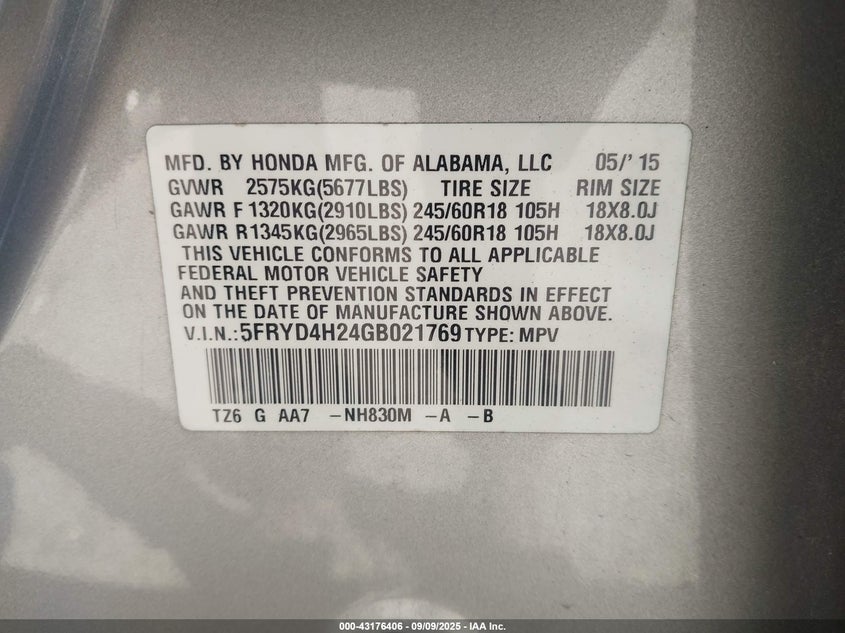 MFD. BY HONDA MFG. OF ALABAMA, LLC 05/'15
GVWR 2575KG(5677LBS) TIRE SIZE RIM SIZE
GAWR F1320KG(2910LBS) 245/60R18 105H 18X8.0J
GAWR R1345KG(2965LBS) 245/60R18 105H 18X8.0J
THIS VEHICLE CONFORMS TO ALL APPLICABLE
FEDERAL MOTOR VEHICLE SAFETY
AND THEFT PREVENTION STANDARDS IN EFFECT
ON THE DATE OF MANUFACTURE SHOWN ABOVE.
V.I.N.:5FRYD4H24GB021769 TYPE: MPV
TZ6 G AA7 -NH830M -A -B
000-43176406 - 09/09/2025 - IAA Inc.